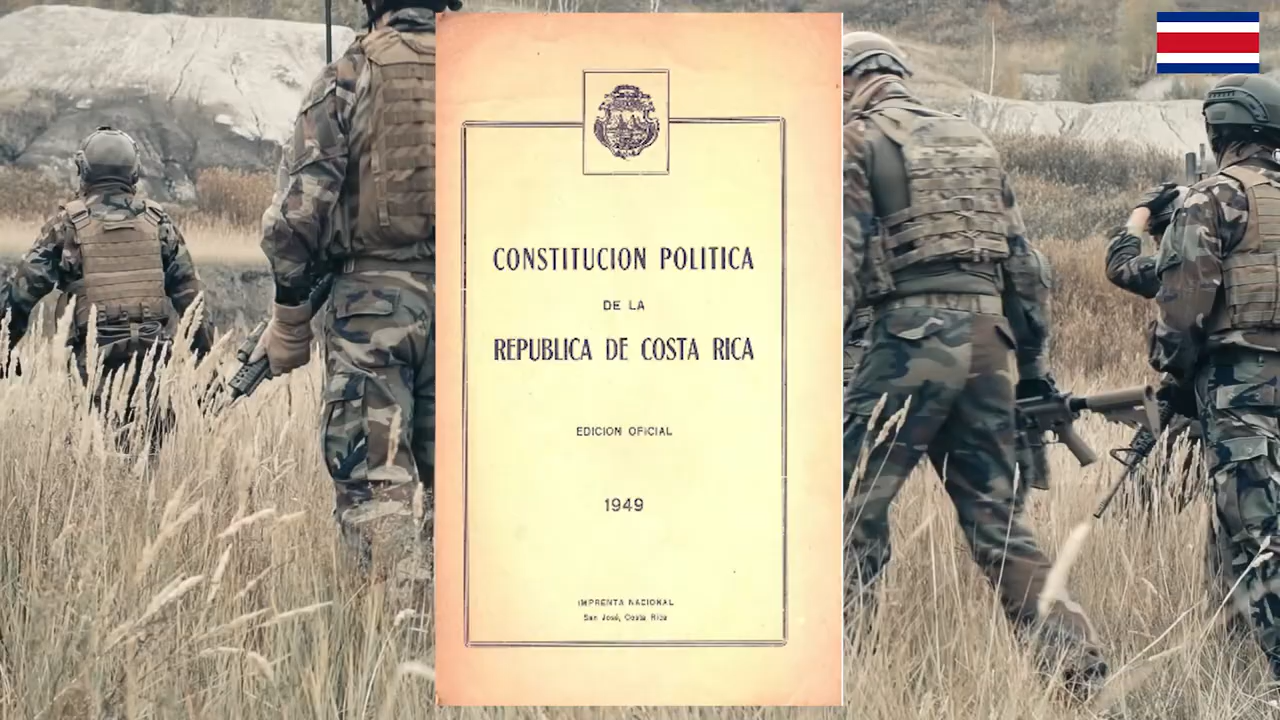 CONSTITUCION POLITICA
DE LA
REPUBLICA DE COSTA RICA
EDICION OFICIAL
1949
IMPRENTA NACIONAL
San José, Costa Rica